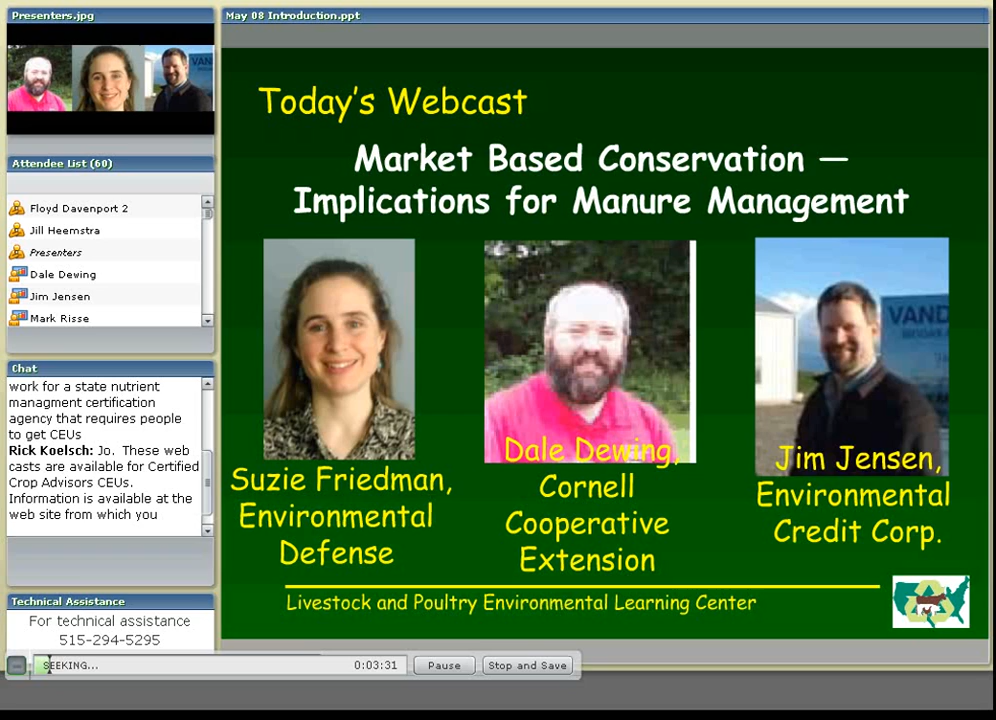 Presenters.jpg
Attendee List (60)
Floyd Davenport 2
Jill Heemstra
Presenters
Dale Dewing
Jim Jensen
Mark Risse
Chat
work for a state nutrient
managment certification
agency that requires people
to get CEUs
Rick Koelsch: Jo. These web
casts are available for Certified
Crop Advisors CEUs.
Information is available at the
web site from which you
Technical Assistance
For technical assistance
515-294-5295
May 08 Introduction.ppt
Today's Webcast
Market Based Conservation —
Implications for Manure Management
VAND
Suzie Friedman,
Environmental
Defense
Dale Dewing,
Cornell
Cooperative
Extension
VAND
Jim Jensen,
Environmental
Credit Corp.
Livestock and Poultry Environmental Learning Center
SEEKING...
0:03:31
Pause
Stop and Save